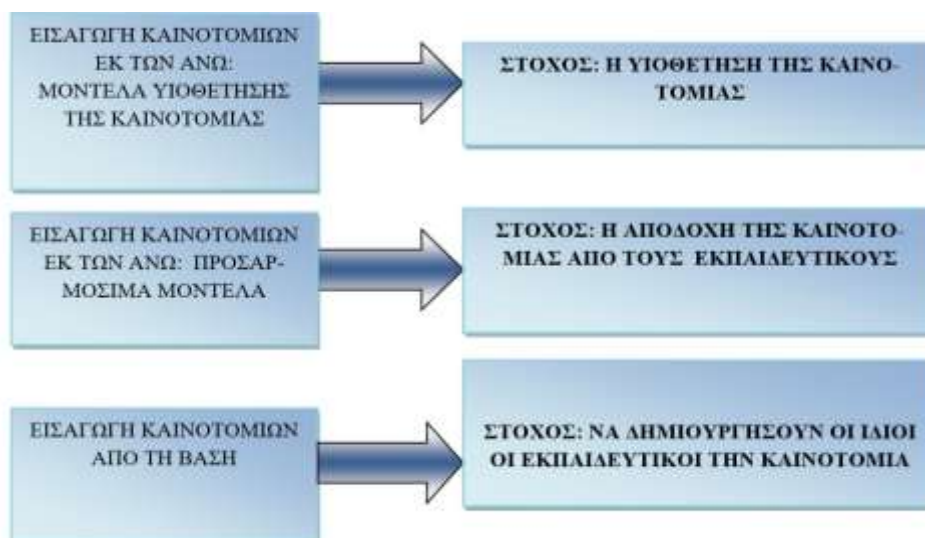 ΕΙΣΑΓΩΓΗ ΚΑΙΝΟΤΟΜΙΩΝ
ΕΚ ΤΩΝ ΑΝΩ:
ΜΟΝΤΕΛΑ ΥΙΟΘΕΤΗΣΗΣ
ΤΗΣ ΚΑΙΝΟΤΟΜΙΑΣ
ΣΤΟΧΟΣ: Η ΥΙΟΘΕΤΗΣΗ ΤΗΣ ΚΑΙΝΟ-
ΤΟΜΙΑΣ
ΕΙΣΑΓΩΓΗ ΚΑΙΝΟΤΟΜΙΩΝ
ΕΚ ΤΩΝ ΑΝΩ: ΠΡΟΣΑΡ-
ΜΟΣΙΜΑ ΜΟΝΤΕΛΑ
ΣΤΟΧΟΣ: Η ΑΠΟΔΟΧΗ ΤΗΣ ΚΑΙΝΟΤΟ-
ΜΙΑΣ ΑΠΟ ΤΟΥΣ ΕΚΠΑΙΔΕΥΤΙΚΟΥΣ
ΕΙΣΑΓΩΓΗ ΚΑΙΝΟΤΟΜΙΩΝ
ΑΠΟ ΤΗ ΒΑΣΗ
ΣΤΟΧΟΣ: ΝΑ ΔΗΜΙΟΥΡΓΗΣΟΥΝ ΟΙ ΙΔΙΟΙ
ΟΙ ΕΚΠΑΙΔΕΥΤΙΚΟΙ ΤΗΝ ΚΑΙΝΟΤΟΜΙΑ